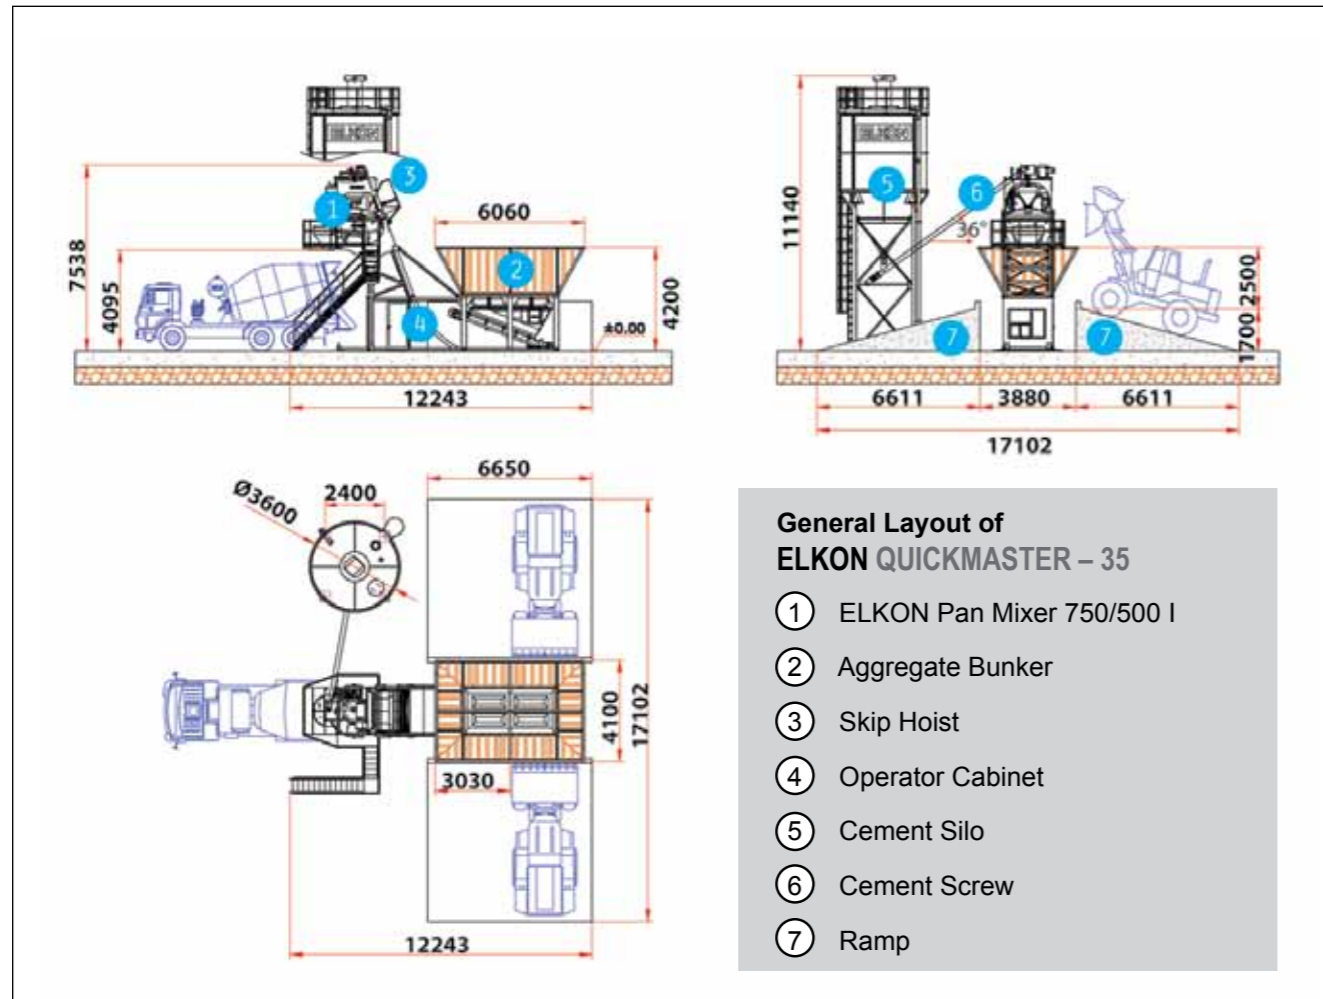 ELKON
3
1
6060
2
7538
4095
4
±0.00
4200
12243
ELKON
5
6
11140
36°
2500
1700
7
7
6611
3880
6611
17102
6650
Ø3600
2400
4100
17102
3030
12243
General Layout of
ELKON QUICKMASTER – 35
1 ELKON Pan Mixer 750/500 l
2 Aggregate Bunker
3 Skip Hoist
4 Operator Cabinet
5 Cement Silo
6 Cement Screw
7 Ramp